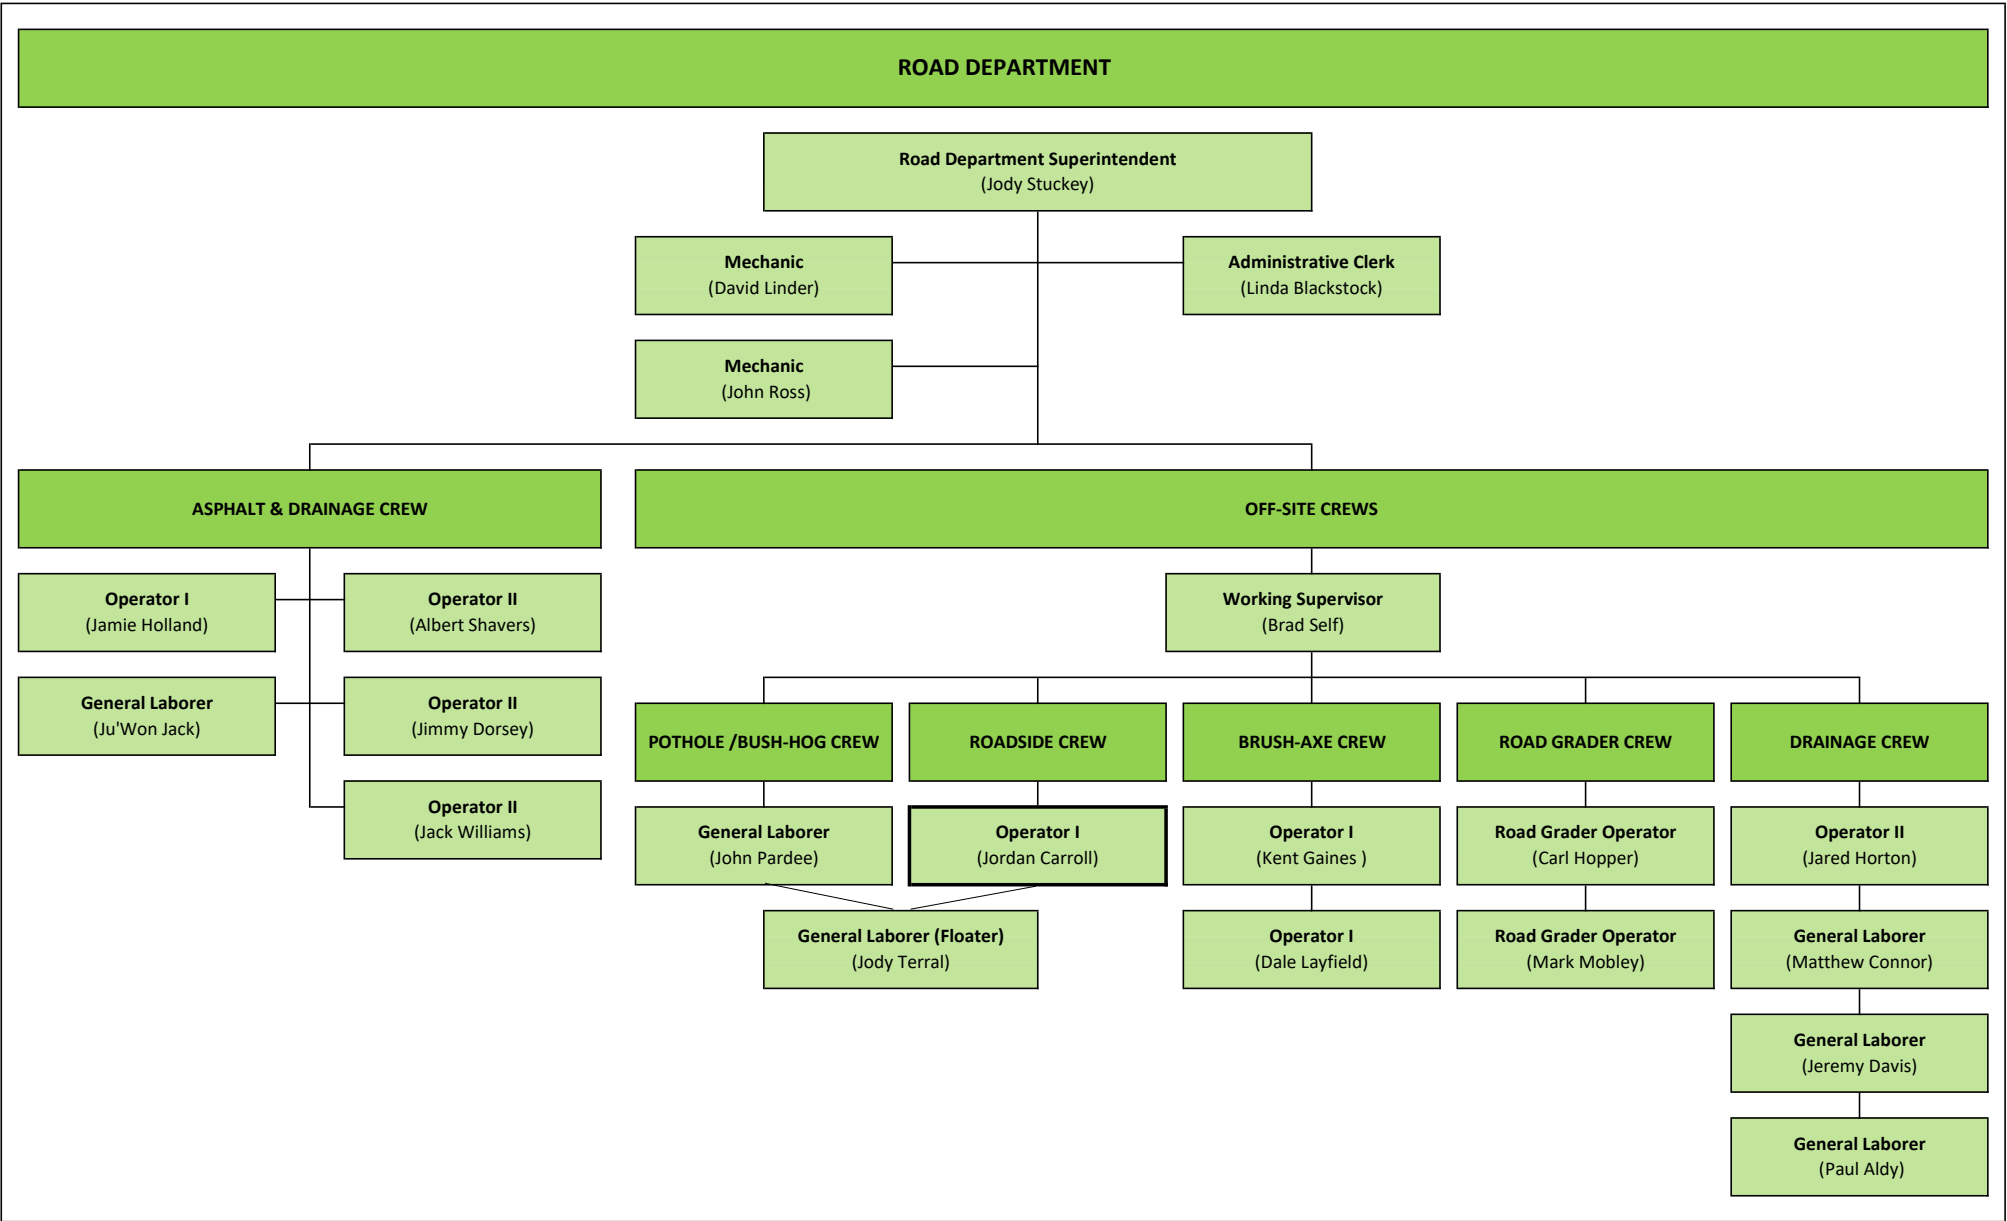 ROAD DEPARTMENT
Road Department Superintendent
(Jody Stuckey)
Mechanic
(David Linder)
Administrative Clerk
(Linda Blackstock)
Mechanic
(John Ross)
ASPHALT & DRAINAGE CREW
OFF-SITE CREWS
Operator I
(Jamie Holland)
Operator II
(Albert Shavers)
Working Supervisor
(Brad Self)
General Laborer
(Ju'Won Jack)
Operator II
(Jimmy Dorsey)
Operator II
(Jack Williams)
POTHOLE /BUSH-HOG CREW
ROADSIDE CREW
BRUSH-AXE CREW
ROAD GRADER CREW
DRAINAGE CREW
General Laborer
(John Pardee)
Operator I
(Jordan Carroll)
Operator I
(Kent Gaines )
Road Grader Operator
(Carl Hopper)
Operator II
(Jared Horton)
General Laborer (Floater)
(Jody Terral)
Operator I
(Dale Layfield)
Road Grader Operator
(Mark Mobley)
General Laborer
(Matthew Connor)
General Laborer
(Jeremy Davis)
General Laborer
(Paul Aldy)